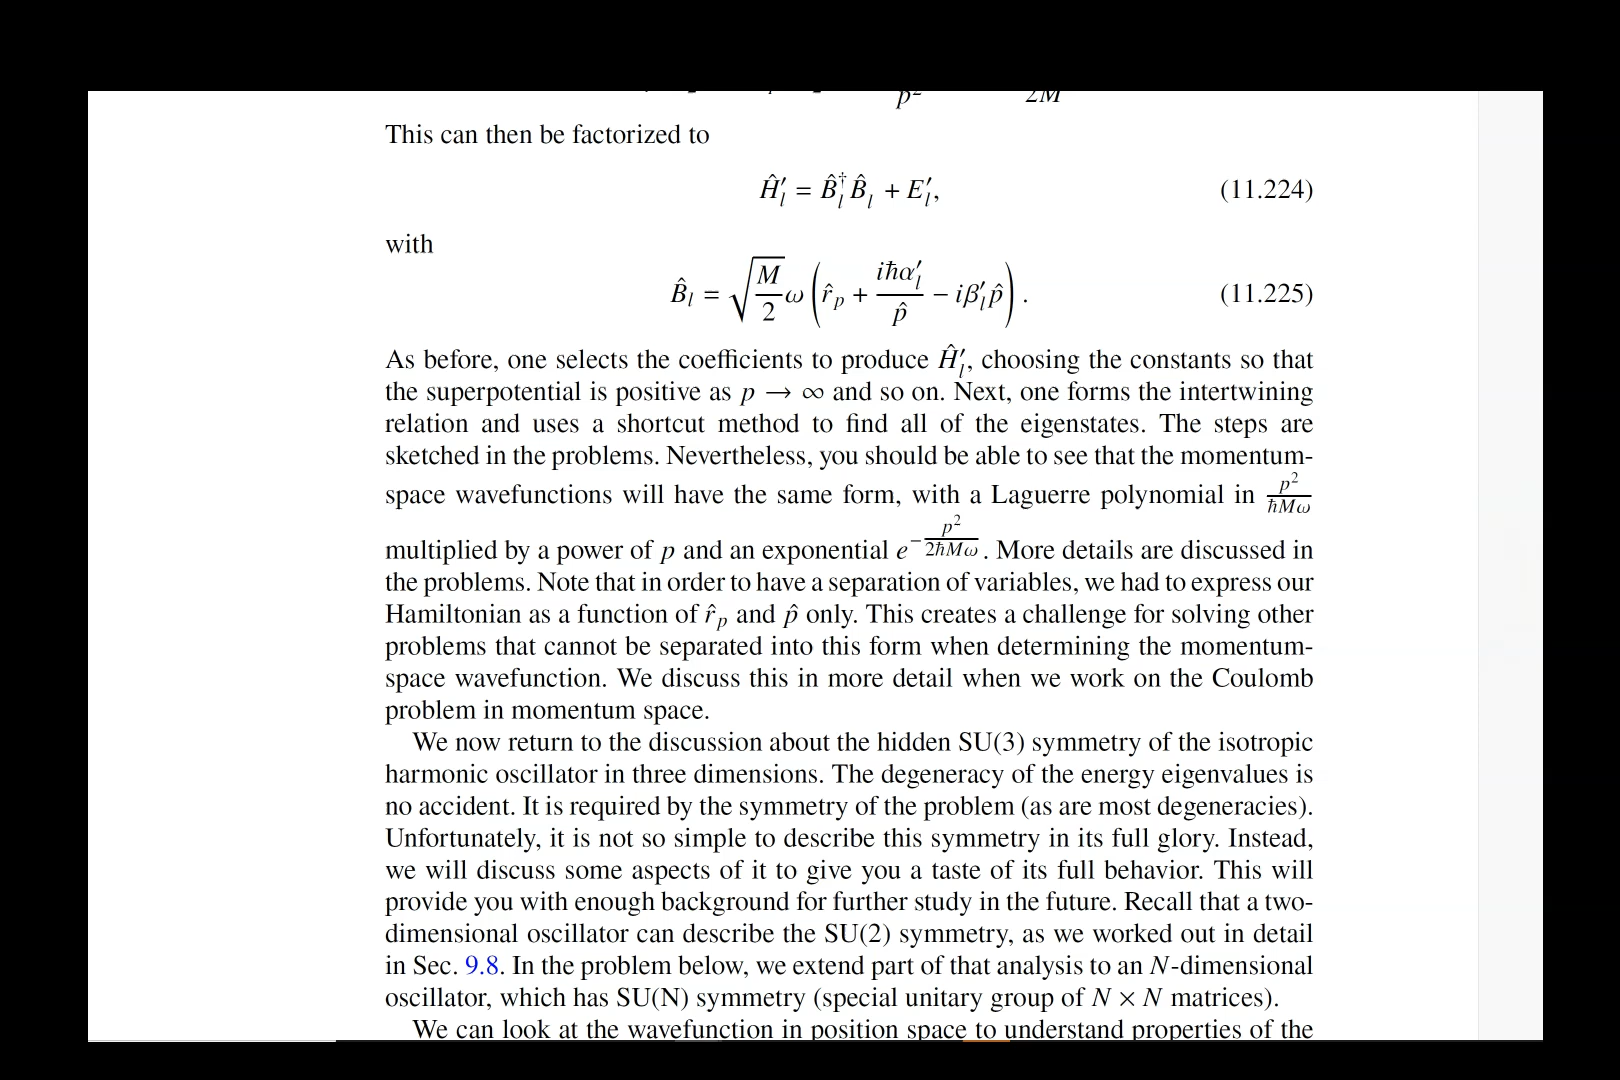 p² 2M
This can then be factorized to
Ĥ′_l = B̂†_l B̂_l + E′_l, (11.224)
with
B̂_l = √(M/2) ω ( r̂_p + iħα′_l / p̂ − iβ′_l p̂ ) . (11.225)
As before, one selects the coefficients to produce Ĥ′_l, choosing the constants so that
the superpotential is positive as p → ∞ and so on. Next, one forms the intertwining
relation and uses a shortcut method to find all of the eigenstates. The steps are
sketched in the problems. Nevertheless, you should be able to see that the momentum-
space wavefunctions will have the same form, with a Laguerre polynomial in p²/ħMω
multiplied by a power of p and an exponential e^(−p²/2ħMω). More details are discussed in
the problems. Note that in order to have a separation of variables, we had to express our
Hamiltonian as a function of r̂_p and p̂ only. This creates a challenge for solving other
problems that cannot be separated into this form when determining the momentum-
space wavefunction. We discuss this in more detail when we work on the Coulomb
problem in momentum space.
We now return to the discussion about the hidden SU(3) symmetry of the isotropic
harmonic oscillator in three dimensions. The degeneracy of the energy eigenvalues is
no accident. It is required by the symmetry of the problem (as are most degeneracies).
Unfortunately, it is not so simple to describe this symmetry in its full glory. Instead,
we will discuss some aspects of it to give you a taste of its full behavior. This will
provide you with enough background for further study in the future. Recall that a two-
dimensional oscillator can describe the SU(2) symmetry, as we worked out in detail
in Sec. 9.8. In the problem below, we extend part of that analysis to an N-dimensional
oscillator, which has SU(N) symmetry (special unitary group of N × N matrices).
We can look at the wavefunction in position space to understand properties of the